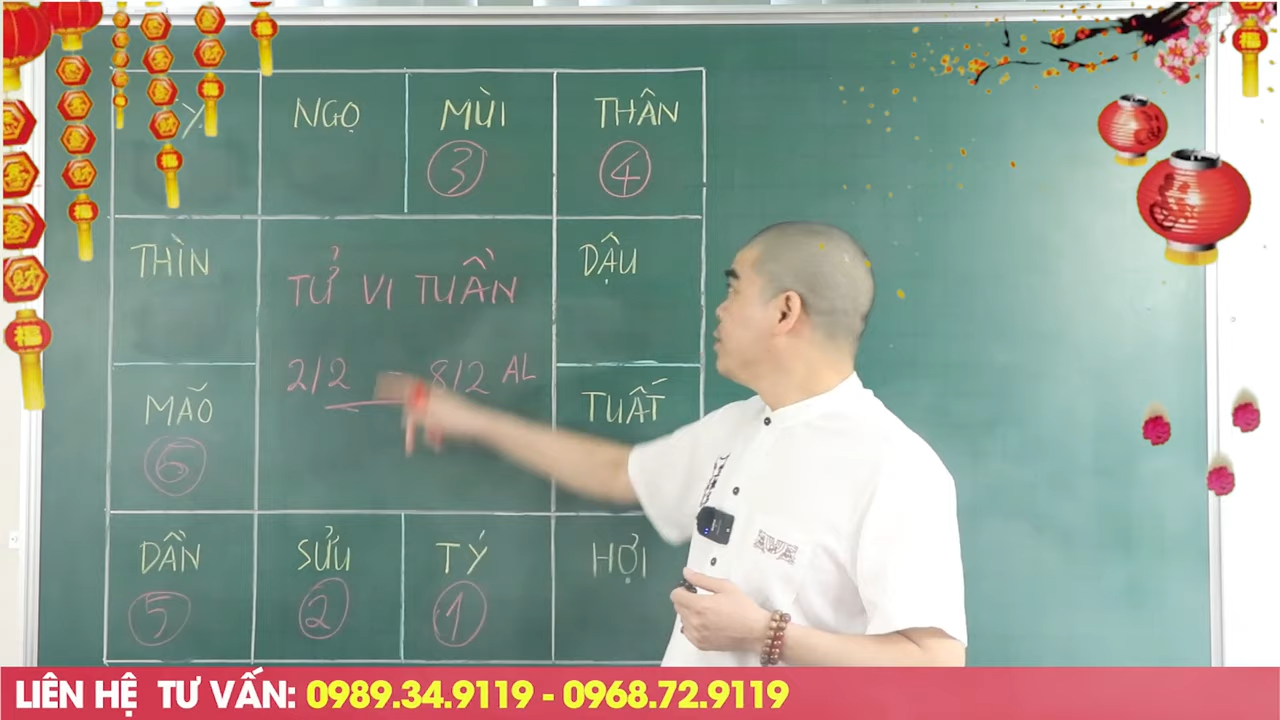 NGỌ
MÙI
3
THÂN
4
THÌN
TỬ VI TUẦN
2/2 - 8/2 AL
DẬU
MÃO
6
TUẤT
DẦN
5
SỬU
2
TÝ
1
HỢI
LIÊN HỆ TƯ VẤN: 0989.34.9119 - 0968.72.9119